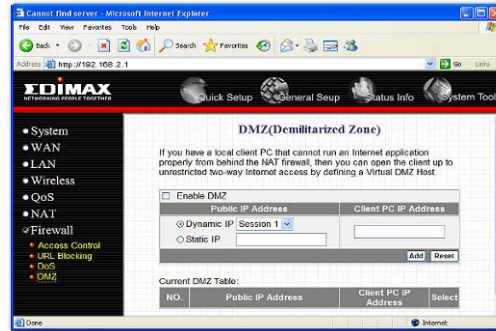 Cannot find server - Microsoft Internet Explorer
File Edit View Favorites Tools Help
Back Search Favorites
Address http://192.168.2.1 Go Links
EDIMAX
NETWORKING PEOPLE TOGETHER
Quick Setup General Seup Status Info System Tool
System
WAN
LAN
Wireless
QoS
NAT
Firewall
Access Control
URL Blocking
DoS
DMZ
DMZ(Demilitarized Zone)
If you have a local client PC that cannot run an Internet application
properly from behind the NAT firewall, then you can open the client up to
unrestricted two-way Internet access by defining a Virtual DMZ Host.
Enable DMZ
Public IP Address Client PC IP Address
Dynamic IP Session 1
Static IP
Add Reset
Current DMZ Table:
NO. Public IP Address Client PC IP Address Select
Done Internet